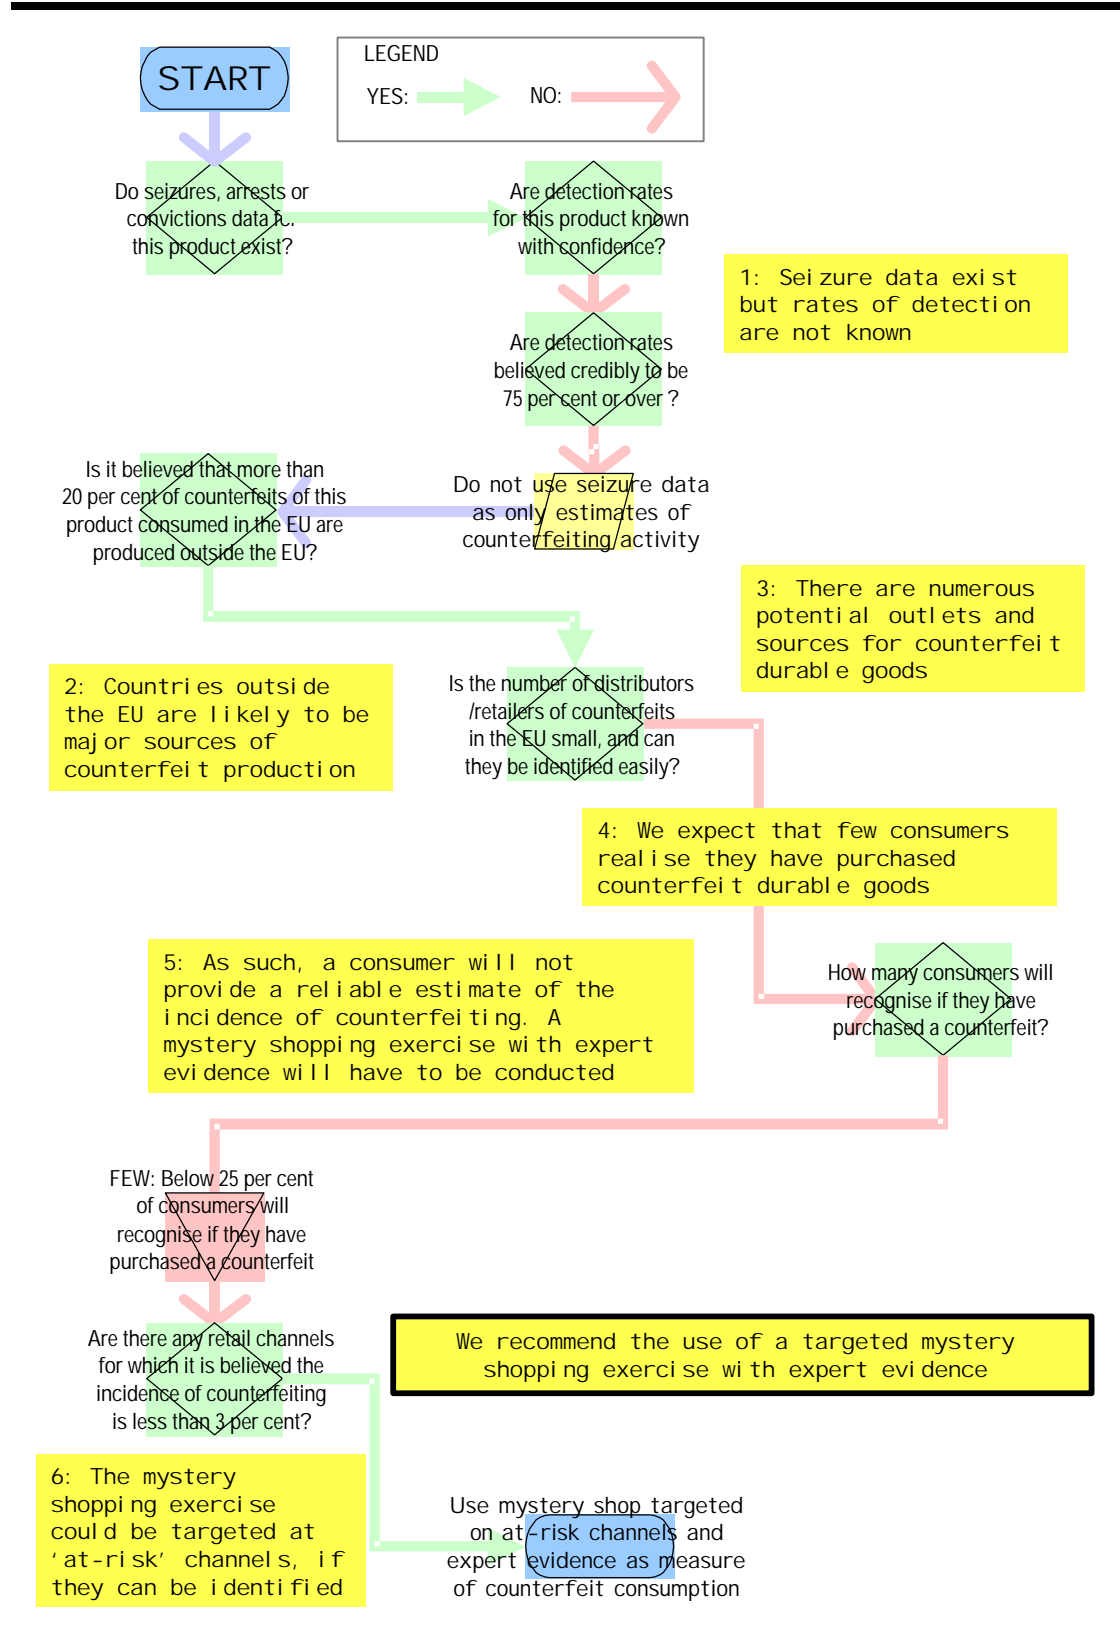 START
LEGEND
YES:
NO:
Do seizures, arrests or
convictions data for
this product exist?
Are detection rates
for this product known
with confidence?
1: Seizure data exist
but rates of detection
are not known
Are detection rates
believed credibly to be
75 per cent or over ?
Is it believed that more than
20 per cent of counterfeits of this
product consumed in the EU are
produced outside the EU?
Do not use seizure data
as only estimates of
counterfeiting activity
3: There are numerous
potential outlets and
sources for counterfeit
durable goods
2: Countries outside
the EU are likely to be
major sources of
counterfeit production
Is the number of distributors
/retailers of counterfeits
in the EU small, and can
they be identified easily?
4: We expect that few consumers
realise they have purchased
counterfeit durable goods
5: As such, a consumer will not
provide a reliable estimate of the
incidence of counterfeiting. A
mystery shopping exercise with expert
evidence will have to be conducted
How many consumers will
recognise if they have
purchased a counterfeit?
FEW: Below 25 per cent
of consumers will
recognise if they have
purchased a counterfeit
Are there any retail channels
for which it is believed the
incidence of counterfeiting
is less than 3 per cent?
We recommend the use of a targeted mystery
shopping exercise with expert evidence
6: The mystery
shopping exercise
could be targeted at
'at-risk' channels, if
they can be identified
Use mystery shop targeted
on at-risk channels and
expert evidence as measure
of counterfeit consumption